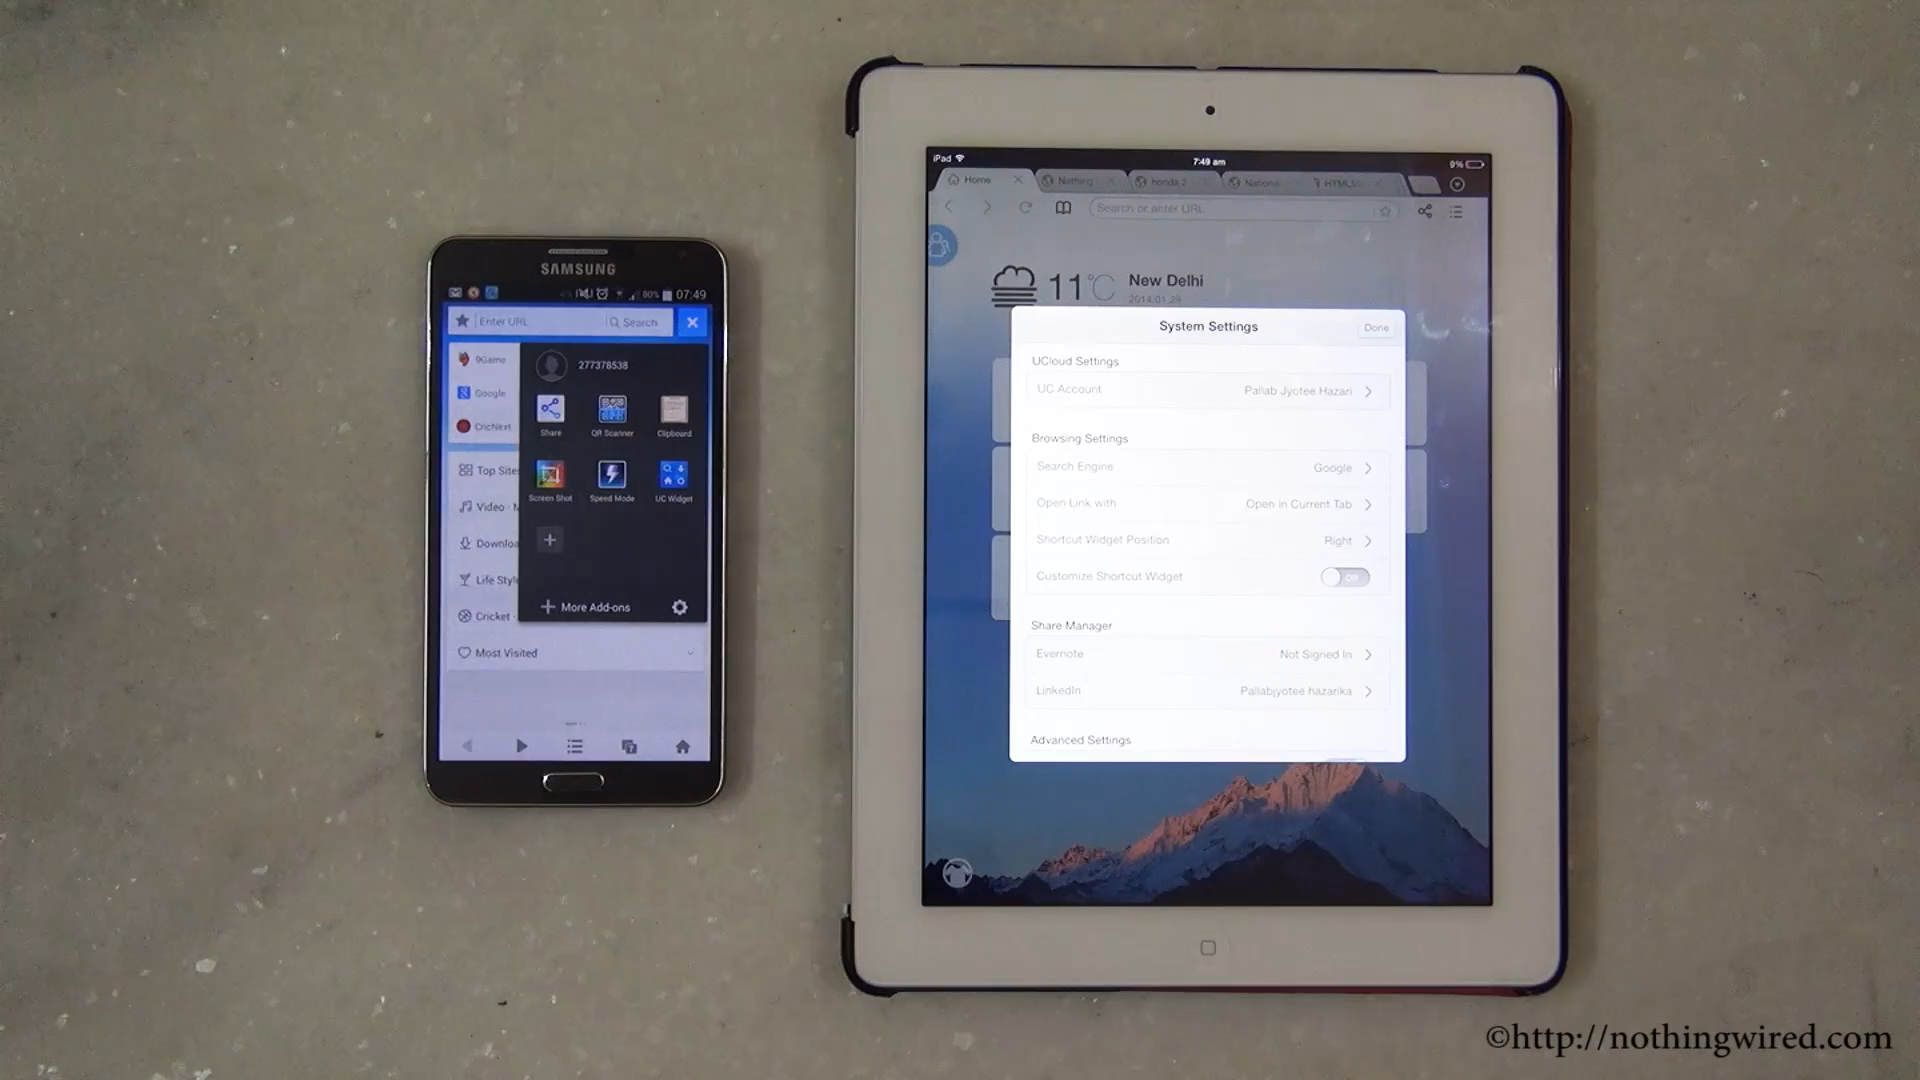 SAMSUNG
80% 07:49
Enter URL
Search
277378538
9Game
Google
CricNext
Share
QR Scanner
Clipboard
Screen Shot
Speed Mode
UC Widget
Top Site
Video
Downloa
Life Styl
Cricket
More Add-ons
Most Visited
iPad
7:49 am
9%
Home
Nothing
honda 2
Nationa
HTML5
Search or enter URL
11°C
New Delhi
2014.01.29
System Settings
Done
UCloud Settings
UC Account
Pallab Jyotee Hazari
Browsing Settings
Search Engine
Google
Open Link with
Open in Current Tab
Shortcut Widget Position
Right
Customize Shortcut Widget
Off
Share Manager
Evernote
Not Signed In
LinkedIn
Pallabjyotee hazarika
Advanced Settings
©http://nothingwired.com